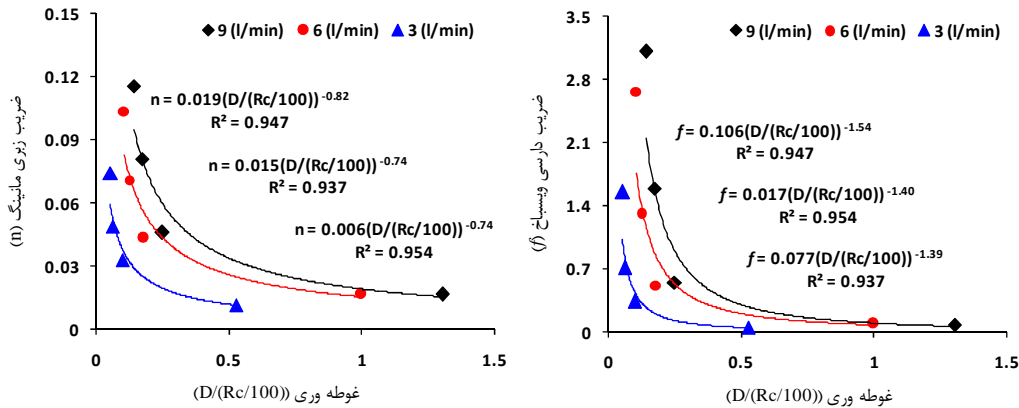 ضریب زبری مانینگ (n)
0.15
0.12
0.09
0.06
0.03
0
9 (l/min)
6 (l/min)
3 (l/min)
n = 0.019(D/(Rc/100)) -0.82
R² = 0.947
n = 0.015(D/(Rc/100)) -0.74
R² = 0.937
n = 0.006(D/(Rc/100)) -0.74
R² = 0.954
0
0.5
1
1.5
غوطه وری (D/(Rc/100))
ضریب دارسی ویسباخ (f)
3.5
2.8
2.1
1.4
0.7
0
9 (l/min)
6 (l/min)
3 (l/min)
f = 0.106(D/(Rc/100)) -1.54
R² = 0.947
f = 0.017(D/(Rc/100)) -1.40
R² = 0.954
f = 0.077(D/(Rc/100)) -1.39
R² = 0.937
0
0.5
1
1.5
غوطه وری (D/(Rc/100))